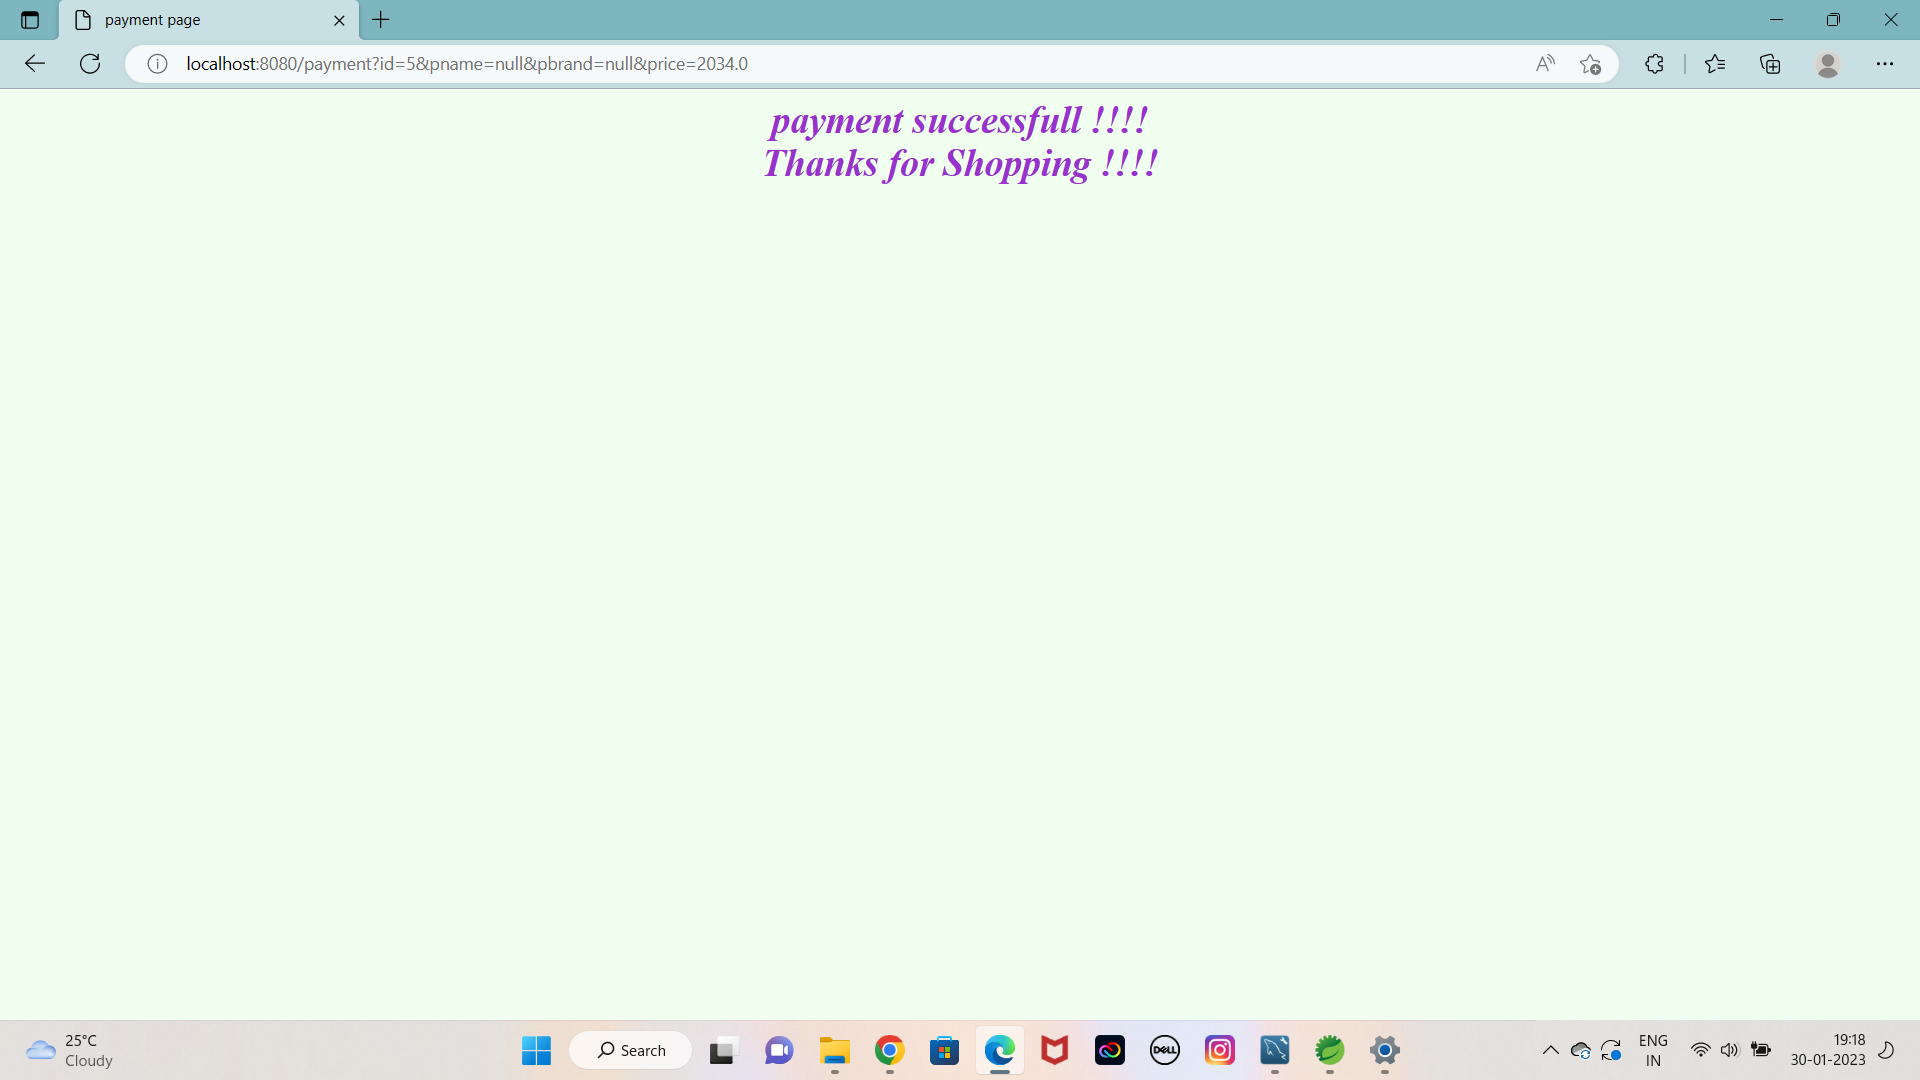 payment page
localhost:8080/payment?id=5&pname=null&pbrand=null&price=2034.0
payment successfull !!!!
Thanks for Shopping !!!!
25°C
Cloudy
Search
DELL
ENG
IN
19:18
30-01-2023